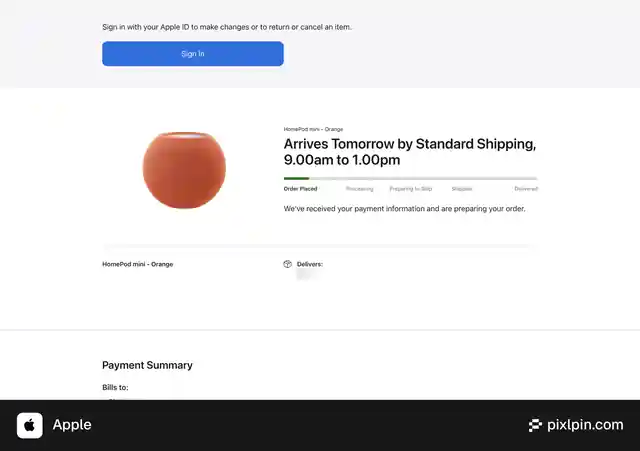 Sign in with your Apple ID to make changes or to return or cancel an item.
Sign In
HomePod mini - Orange
Arrives Tomorrow by Standard Shipping,
9.00am to 1.00pm
Order Placed
Processing
Preparing to Ship
Shipped
Delivered
We've received your payment information and are preparing your order.
HomePod mini - Orange
Delivers:
Payment Summary
Bills to:
Apple
pixlpin.com